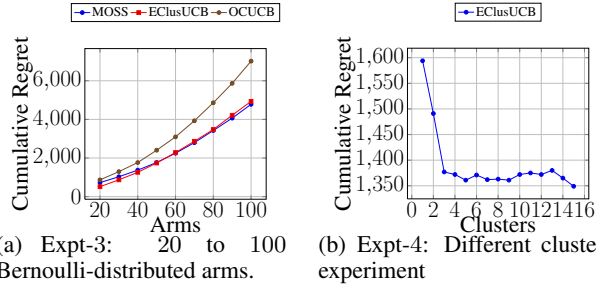 MOSS EClusUCB OCUCB
Cumulative Regret
6,000
4,000
2,000
0
20 40 60 80 100
Arms
(a) Expt-3: 20 to 100
Bernoulli-distributed arms.
EClusUCB
Cumulative Regret
1,600
1,550
1,500
1,450
1,400
1,350
0 2 4 6 8 10 12 14 16
Clusters
(b) Expt-4: Different cluste
experiment